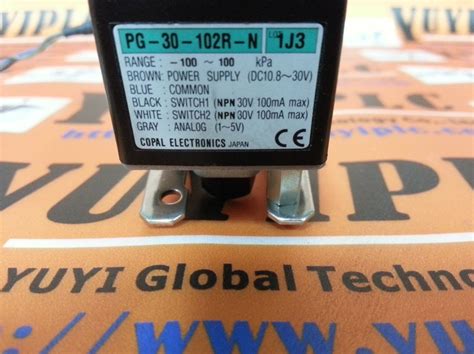 PG-30-102R-N LOT 1J3
RANGE : -100 ~ 100 kPa
BROWN : POWER SUPPLY (DC10.8~30V)
BLUE : COMMON
BLACK : SWITCH1 (NPN 30V 100mA max)
WHITE : SWITCH2 (NPN 30V 100mA max)
GRAY : ANALOG (1~5V)
COPAL ELECTRONICS JAPAN CE
YUYI Global Techno